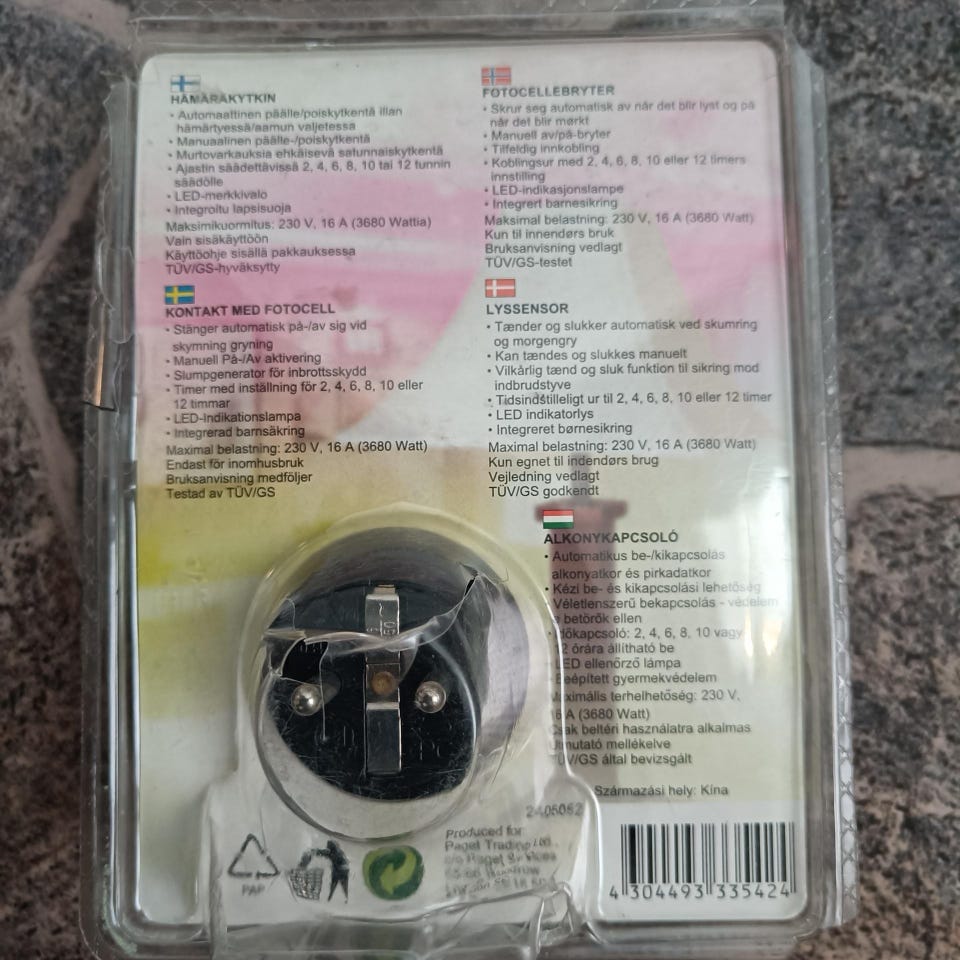 HÄMÄRÄKYTKIN
• Automaattinen päälle/poiskytkentä illan
hämärtyessä/aamun valjetessa
• Manuaalinen päälle-/poiskytkentä
• Murtovarkauksia ehkäisevä satunnaiskytkentä
• Ajastin säädettävissä 2, 4, 6, 8, 10 tai 12 tunnin
säädölle
• LED-merkkivalo
• Integroitu lapsisuoja
Maksimikuormitus: 230 V, 16 A (3680 Wattia)
Vain sisäkäyttöön
Käyttöohje sisällä pakkauksessa
TÜV/GS-hyväksytty
FOTOCELLEBRYTER
• Skrur seg automatisk av når det blir lyst og på
når det blir mørkt
• Manuell av/på-bryter
• Tilfeldig innkobling
• Koblingsur med 2, 4, 6, 8, 10 eller 12 timers
innstilling
• LED-indikasjonslampe
• Integrert barnesikring
Maksimal belastning: 230 V, 16 A (3680 Watt)
Kun til innendørs bruk
Bruksanvisning vedlagt
TÜV/GS-testet
KONTAKT MED FOTOCELL
• Stänger automatisk på-/av sig vid
skymning gryning
• Manuell På-/Av aktivering
• Slumpgenerator för inbrottsskydd
• Timer med inställning för 2, 4, 6, 8, 10 eller
12 timmar
• LED-Indikationslampa
• Integrerad barnsäkring
Maximal belastning: 230 V, 16 A (3680 Watt)
Endast för inomhusbruk
Bruksanvisning medföljer
Testad av TÜV/GS
LYSSENSOR
• Tænder og slukker automatisk ved skumring
og morgengry
• Kan tændes og slukkes manuelt
• Vilkårlig tænd og sluk funktion til sikring mod
indbrudstyve
• Tidsindstilleligt ur til 2, 4, 6, 8, 10 eller 12 timer
• LED indikatorlys
• Integreret børnesikring
Maximal belastning: 230 V, 16 A (3680 Watt)
Kun egnet til indendørs brug
Vejledning vedlagt
TÜV/GS godkendt
ALKONYKAPCSOLÓ
• Automatikus be-/kikapcsolás
alkonyatkor és pirkadatkor
• Kézi be- és kikapcsolási lehetőség
Véletlenszerű bekapcsolás - védelem
betörők ellen
Időkapcsoló: 2, 4, 6, 8, 10 vagy
12 órára állítható be
LED ellenőrző lámpa
Beépített gyermekvédelem
Maximális terhelhetőség: 230 V,
16 A (3680 Watt)
Csak beltéri használatra alkalmas
Útmutató mellékelve
TÜV/GS által bevizsgált
Származási hely: Kína
2405062
Produced for:
Paget Trading Ltd.
c/o Paget
PAP
4 304493 335424